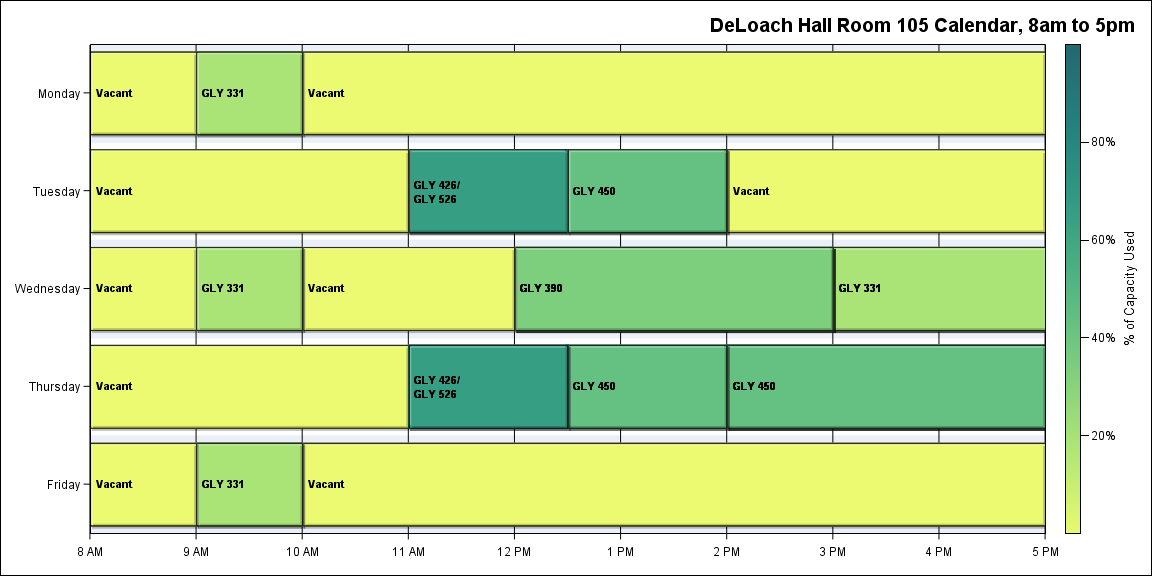 DeLoach Hall Room 105 Calendar, 8am to 5pm
Monday
Vacant
GLY 331
Vacant
Tuesday
Vacant
GLY 426/
GLY 526
GLY 450
Vacant
Wednesday
Vacant
GLY 331
Vacant
GLY 390
GLY 331
Thursday
Vacant
GLY 426/
GLY 526
GLY 450
GLY 450
Friday
Vacant
GLY 331
Vacant
8 AM
9 AM
10 AM
11 AM
12 PM
1 PM
2 PM
3 PM
4 PM
5 PM
80%
60%
40%
20%
% of Capacity Used